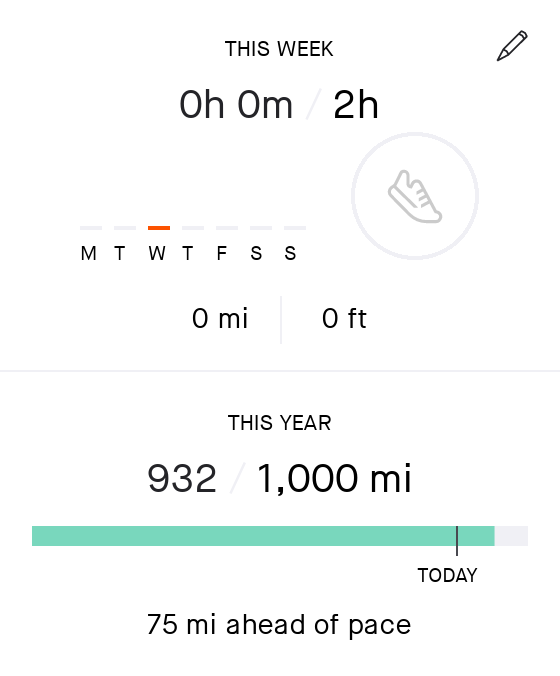 THIS WEEK
0h 0m / 2h
M T W T F S S
0 mi 0 ft
THIS YEAR
932 / 1,000 mi
TODAY
75 mi ahead of pace